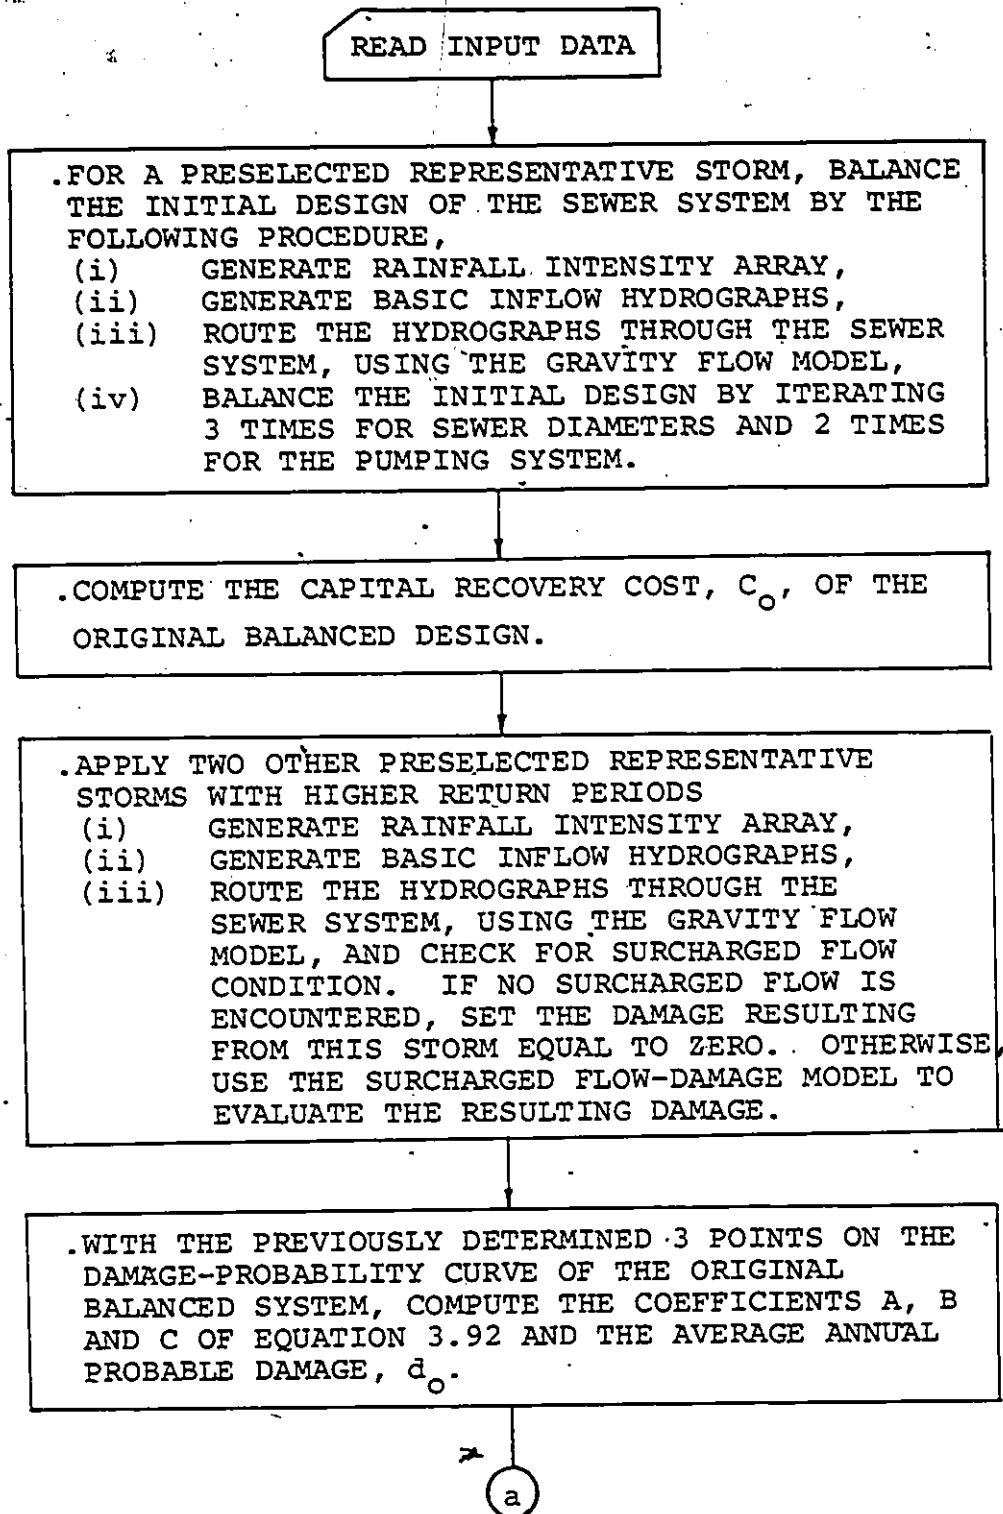 READ INPUT DATA
.FOR A PRESELECTED REPRESENTATIVE STORM, BALANCE
THE INITIAL DESIGN OF THE SEWER SYSTEM BY THE
FOLLOWING PROCEDURE,
(i) GENERATE RAINFALL INTENSITY ARRAY,
(ii) GENERATE BASIC INFLOW HYDROGRAPHS,
(iii) ROUTE THE HYDROGRAPHS THROUGH THE SEWER
SYSTEM, USING THE GRAVITY FLOW MODEL,
(iv) BALANCE THE INITIAL DESIGN BY ITERATING
3 TIMES FOR SEWER DIAMETERS AND 2 TIMES
FOR THE PUMPING SYSTEM.
.COMPUTE THE CAPITAL RECOVERY COST, Co, OF THE
ORIGINAL BALANCED DESIGN.
.APPLY TWO OTHER PRESELECTED REPRESENTATIVE
STORMS WITH HIGHER RETURN PERIODS
(i) GENERATE RAINFALL INTENSITY ARRAY,
(ii) GENERATE BASIC INFLOW HYDROGRAPHS,
(iii) ROUTE THE HYDROGRAPHS THROUGH THE
SEWER SYSTEM, USING THE GRAVITY FLOW
MODEL, AND CHECK FOR SURCHARGED FLOW
CONDITION. IF NO SURCHARGED FLOW IS
ENCOUNTERED, SET THE DAMAGE RESULTING
FROM THIS STORM EQUAL TO ZERO. OTHERWISE,
USE THE SURCHARGED FLOW-DAMAGE MODEL TO
EVALUATE THE RESULTING DAMAGE.
.WITH THE PREVIOUSLY DETERMINED 3 POINTS ON THE
DAMAGE-PROBABILITY CURVE OF THE ORIGINAL
BALANCED SYSTEM, COMPUTE THE COEFFICIENTS A, B
AND C OF EQUATION 3.92 AND THE AVERAGE ANNUAL
PROBABLE DAMAGE, do.
a